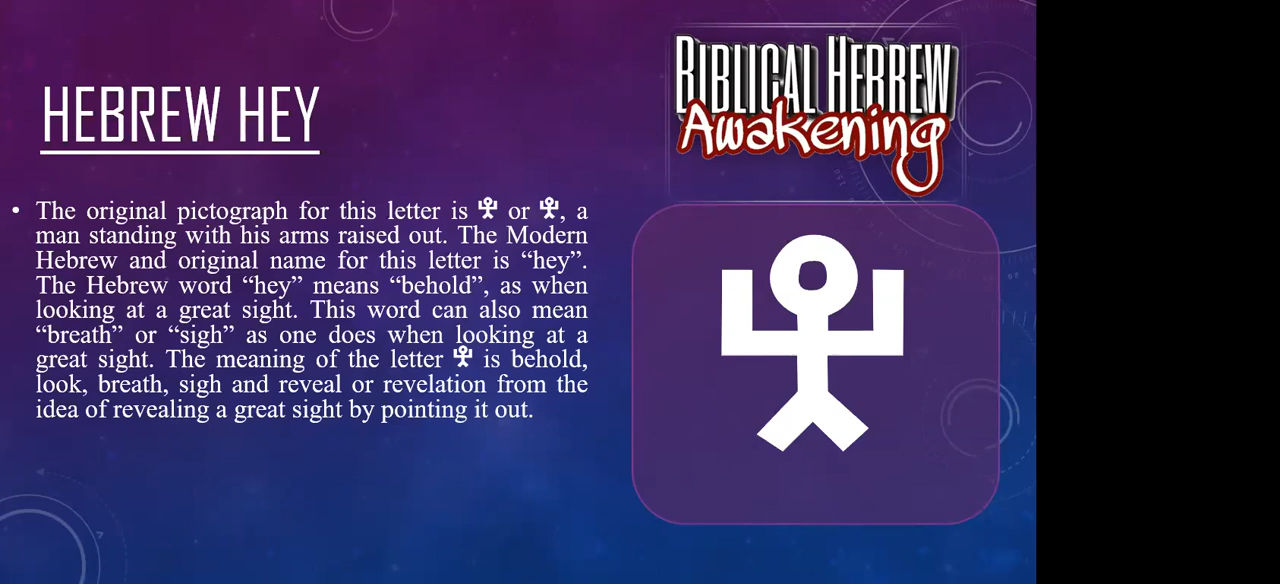 HEBREW HEY
BIBLICAL HEBREW
Awakening
• The original pictograph for this letter is 𐤄 or 𐤄, a
man standing with his arms raised out. The Modern
Hebrew and original name for this letter is “hey”.
The Hebrew word “hey” means “behold”, as when
looking at a great sight. This word can also mean
“breath” or “sigh” as one does when looking at a
great sight. The meaning of the letter 𐤄 is behold,
look, breath, sigh and reveal or revelation from the
idea of revealing a great sight by pointing it out.